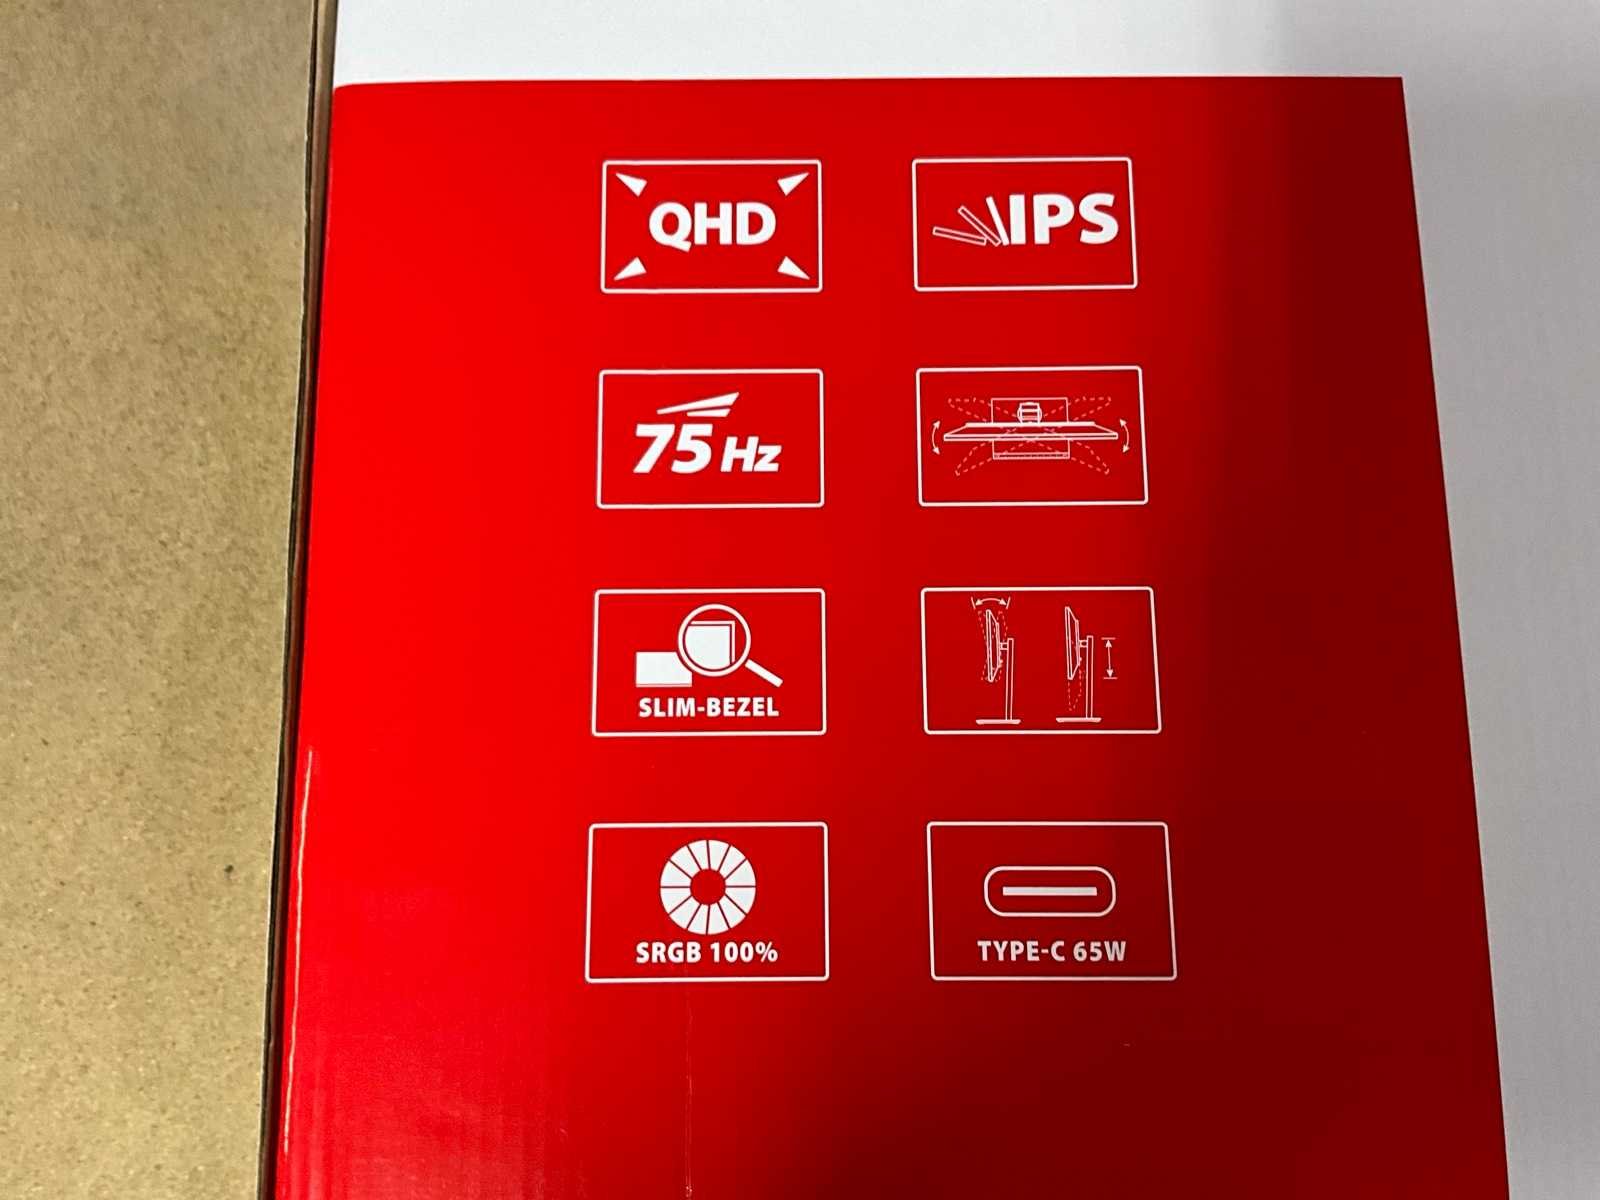 QHD
IPS
75 Hz
SLIM-BEZEL
SRGB 100%
TYPE-C 65W